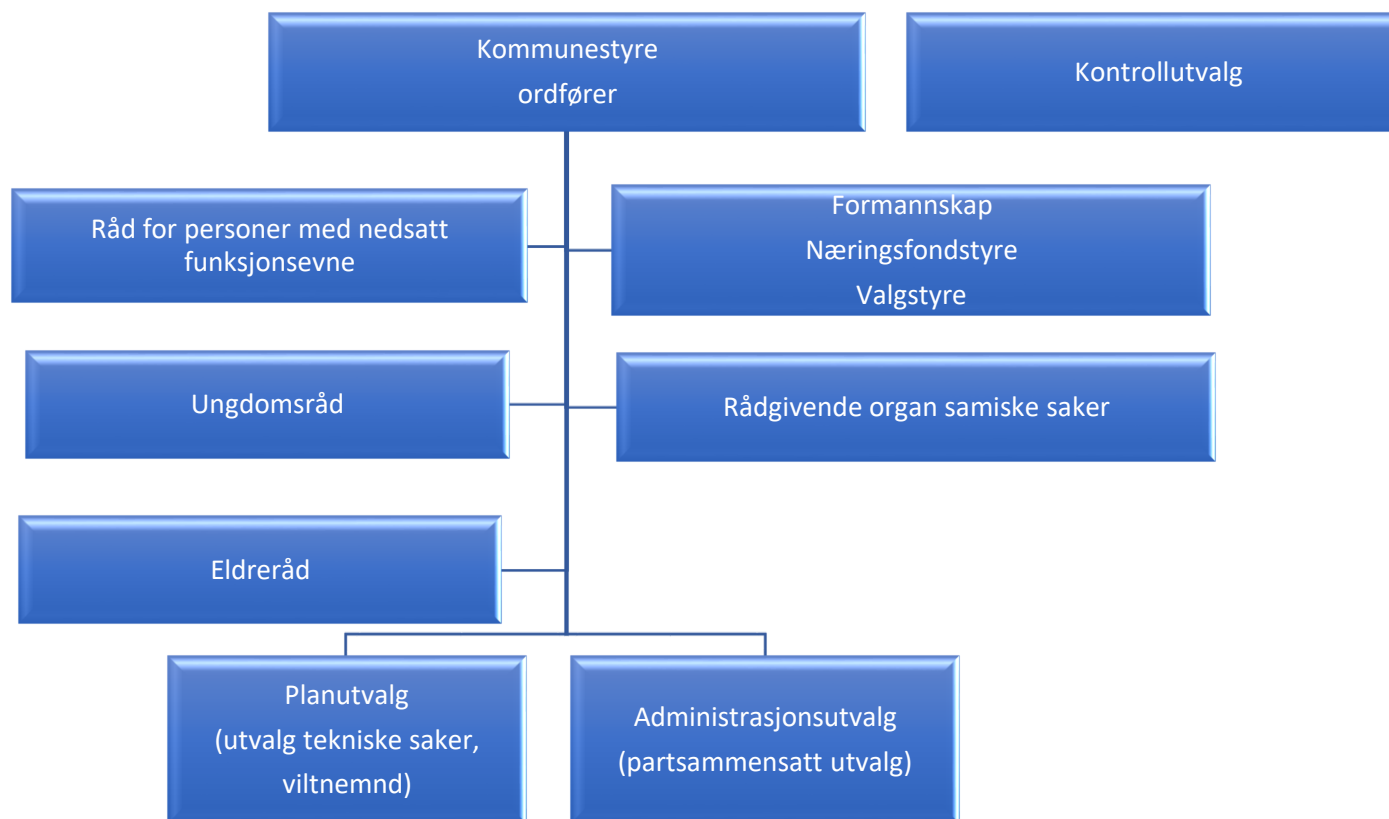 Kommunestyre
ordfører
Kontrollutvalg
Råd for personer med nedsatt
funksjonsevne
Formannskap
Næringsfondstyre
Valgstyre
Ungdomsråd
Rådgivende organ samiske saker
Eldreråd
Planutvalg
(utvalg tekniske saker,
viltnemnd)
Administrasjonsutvalg
(partsammensatt utvalg)